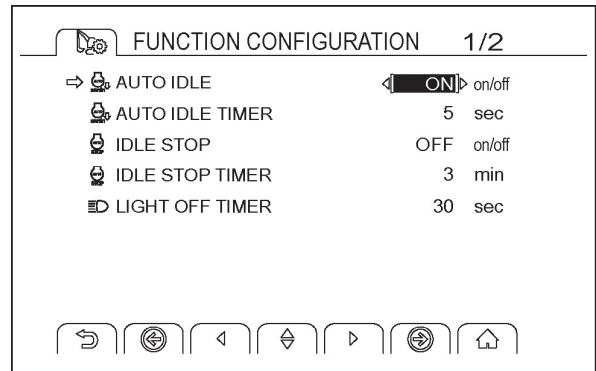 FUNCTION CONFIGURATION 1/2
AUTO IDLE ON on/off
AUTO IDLE TIMER 5 sec
IDLE STOP OFF on/off
IDLE STOP TIMER 3 min
LIGHT OFF TIMER 30 sec